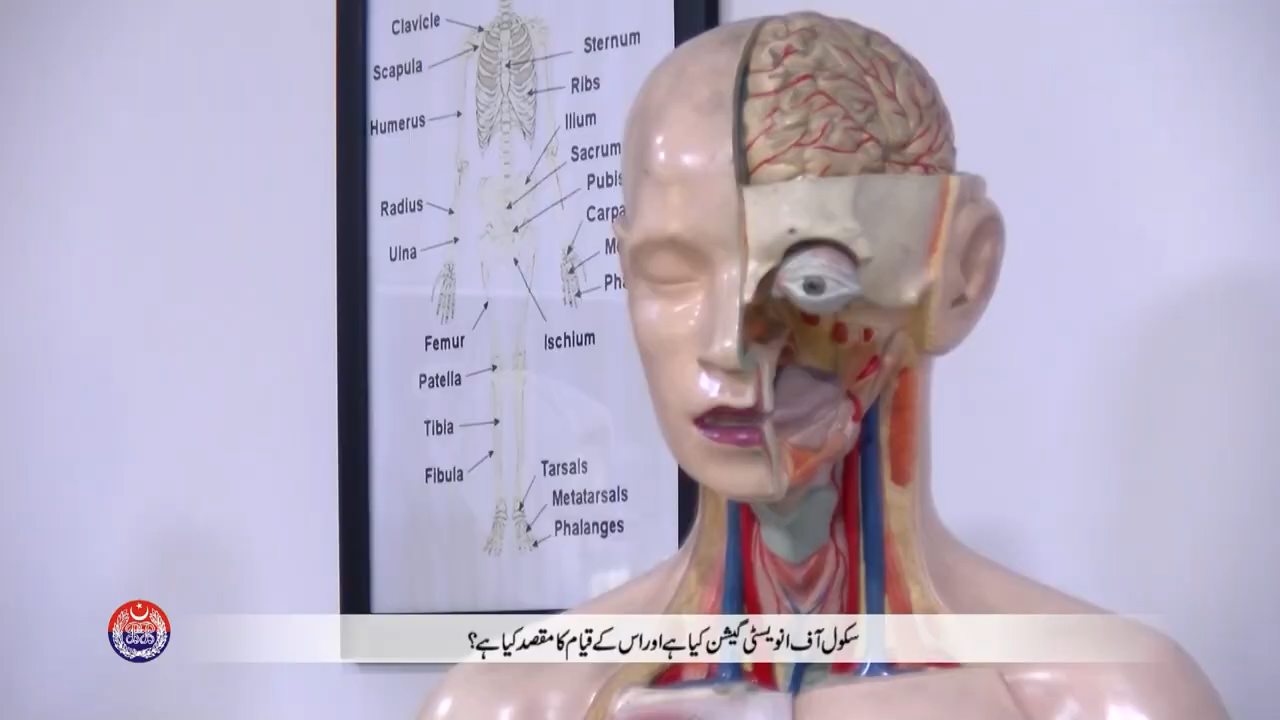 Clavicle
Sternum
Scapula
Ribs
Humerus
Ilium
Sacrum
Pubis
Radius
Ulna
Femur
Ischium
Patella
Tibia
Fibula
Tarsals
Metatarsals
Phalanges
سکول آف انویسٹی گیشن کیا ہے اور اس کے قیام کا مقصد کیا ہے؟